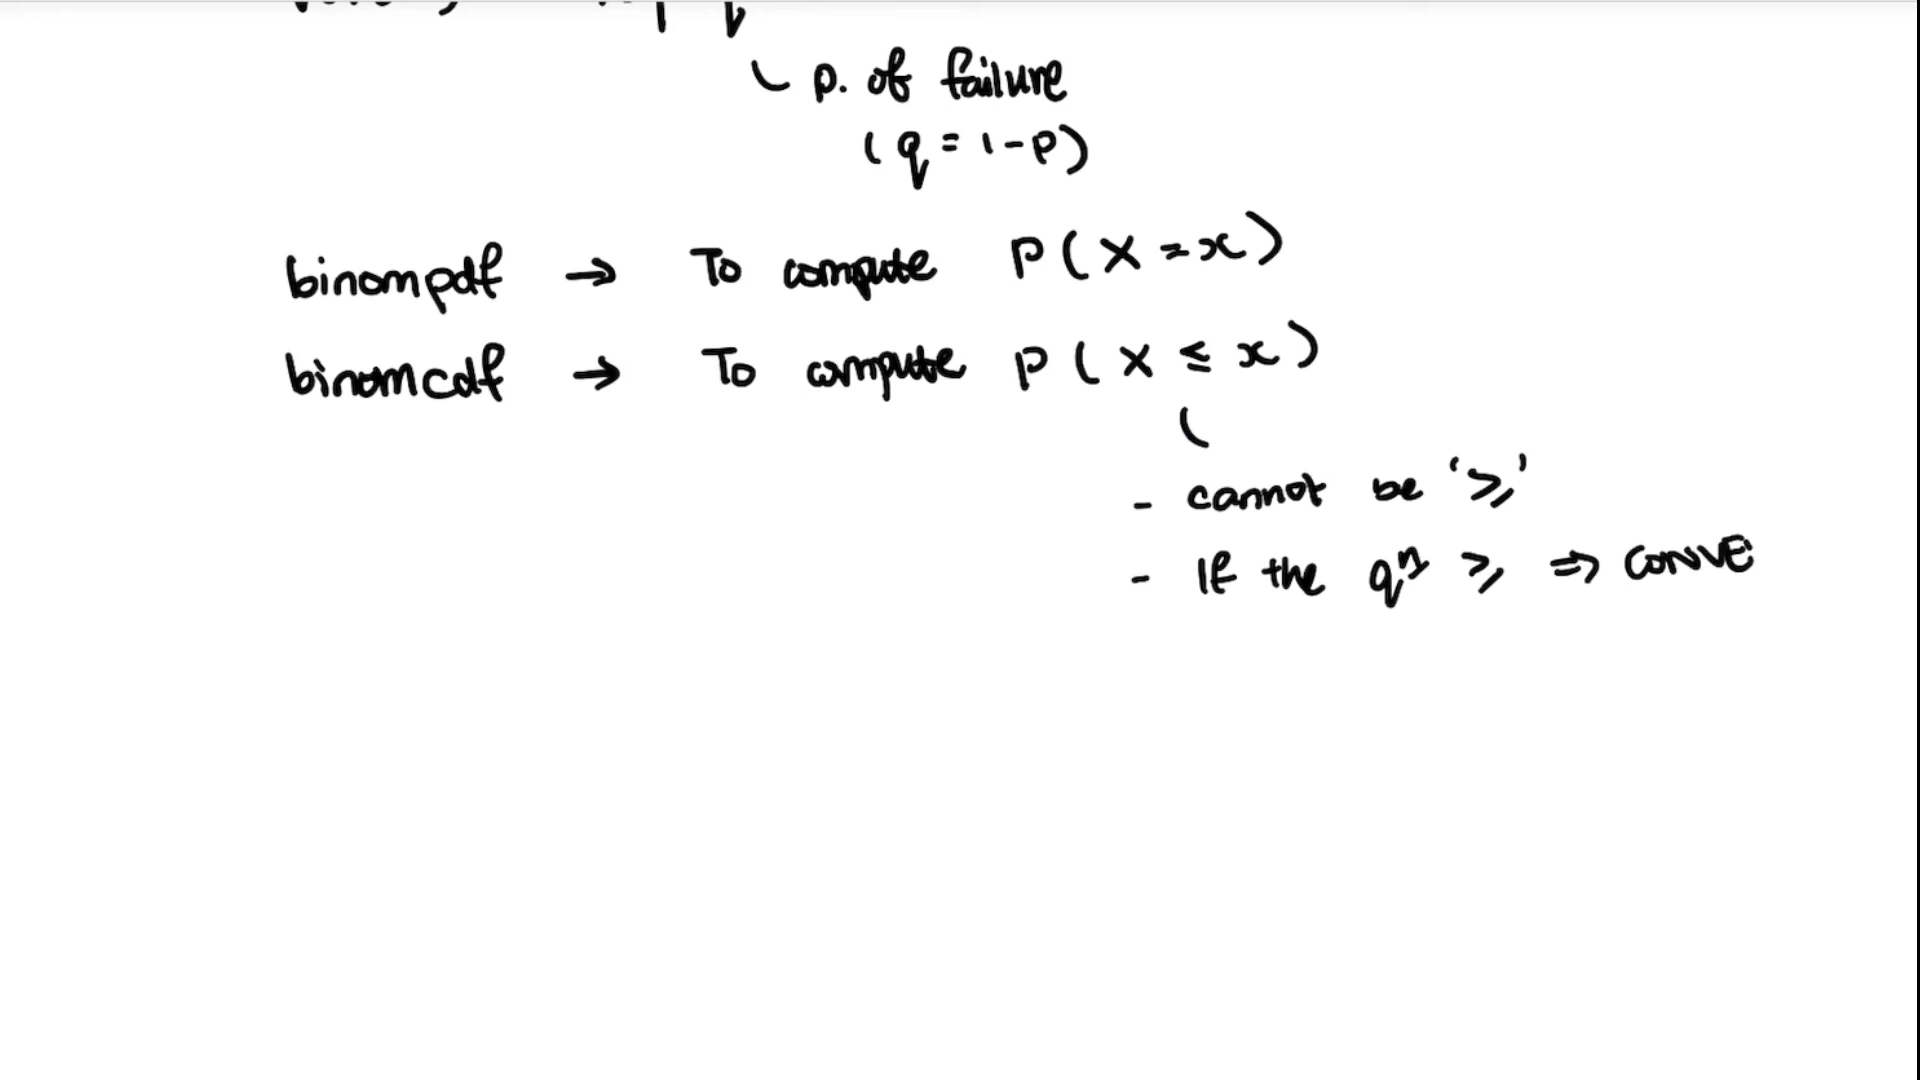 p. of failure
(q = 1-p)
binompdf → To compute P(X = x)
binomcdf → To compute P(X ≤ x)
- cannot be '≥'
- If the qⁿ ≥ ⇒ conve